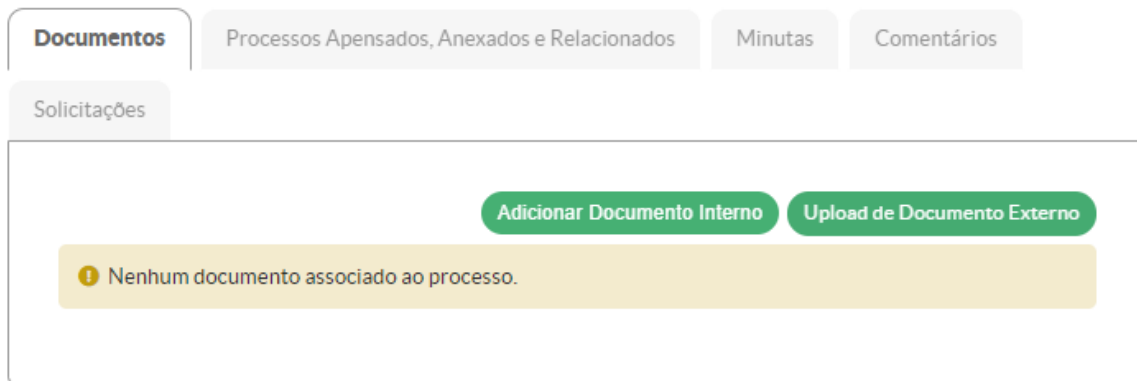 Documentos Processos Apensados, Anexados e Relacionados Minutas Comentários
Solicitações
Adicionar Documento Interno Upload de Documento Externo
Nenhum documento associado ao processo.